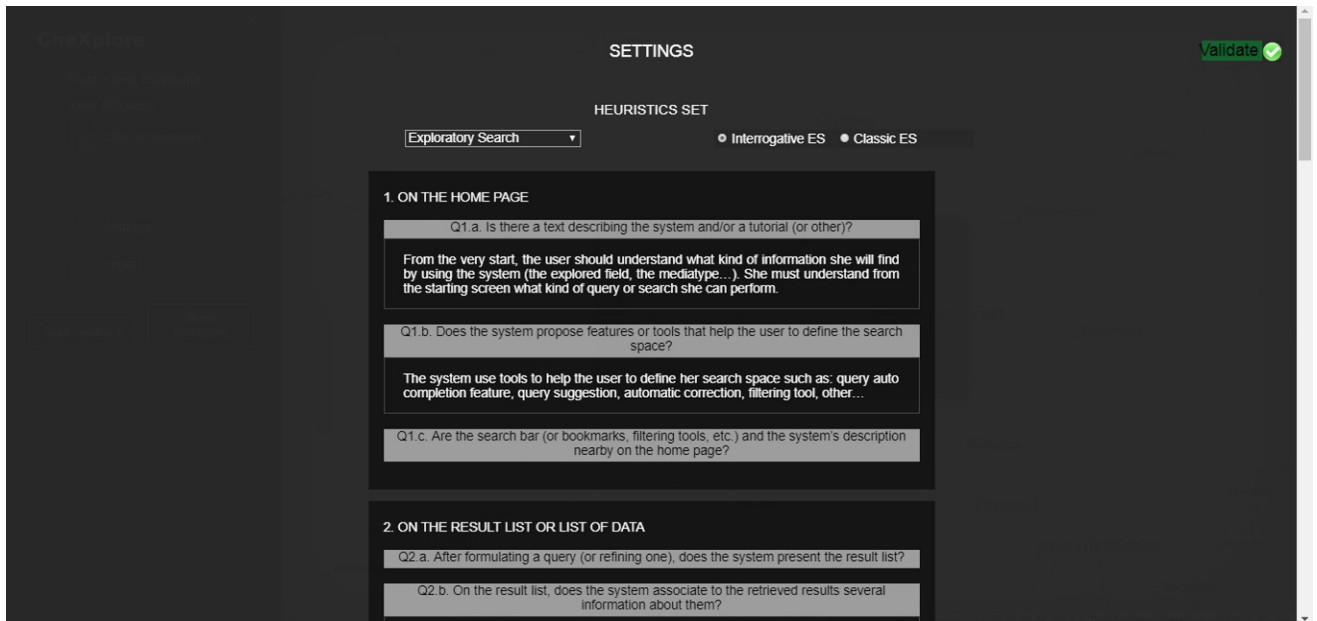 CheXplore
SETTINGS
Validate
HEURISTICS SET
Exploratory Search
Interrogative ES
Classic ES
1. ON THE HOME PAGE
Q1.a. Is there a text describing the system and/or a tutorial (or other)?
From the very start, the user should understand what kind of information she will find
by using the system (the explored field, the mediatype…). She must understand from
the starting screen what kind of query or search she can perform.
Q1.b. Does the system propose features or tools that help the user to define the search
space?
The system use tools to help the user to define her search space such as: query auto
completion feature, query suggestion, automatic correction, filtering tool, other…
Q1.c. Are the search bar (or bookmarks, filtering tools, etc.) and the system's description
nearby on the home page?
2. ON THE RESULT LIST OR LIST OF DATA
Q2.a. After formulating a query (or refining one), does the system present the result list?
Q2.b. On the result list, does the system associate to the retrieved results several
information about them?